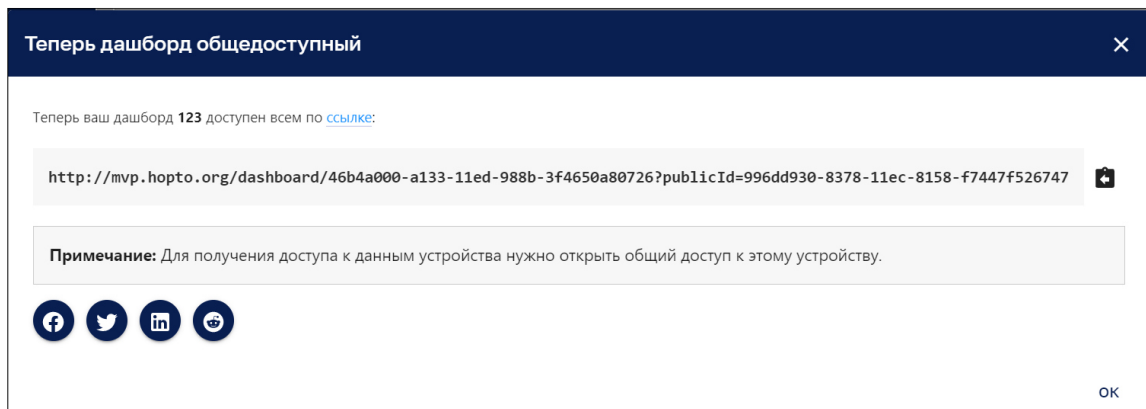 Теперь дашборд общедоступный
Теперь ваш дашборд 123 доступен всем по ссылке:
http://mvp.hopto.org/dashboard/46b4a000-a133-11ed-988b-3f4650a80726?publicId=996dd930-8378-11ec-8158-f7447f526747
Примечание: Для получения доступа к данным устройства нужно открыть общий доступ к этому устройству.
ОК